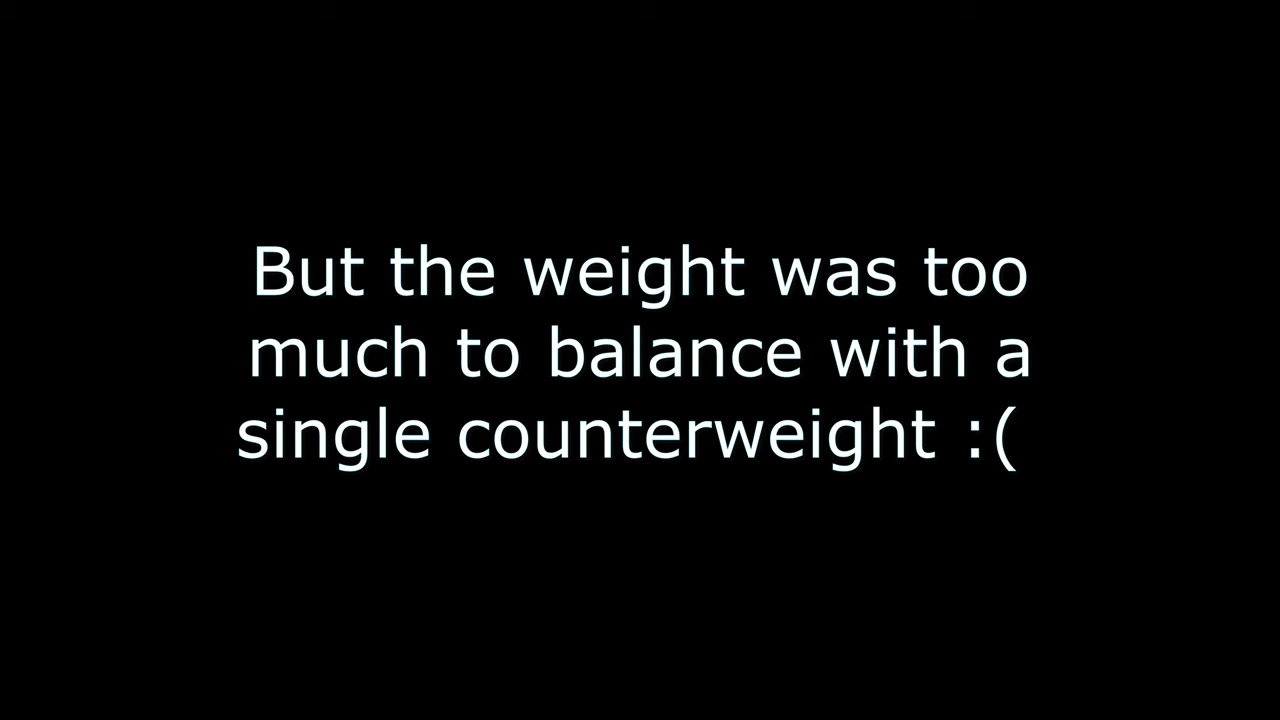 But the weight was too
much to balance with a
single counterweight :(